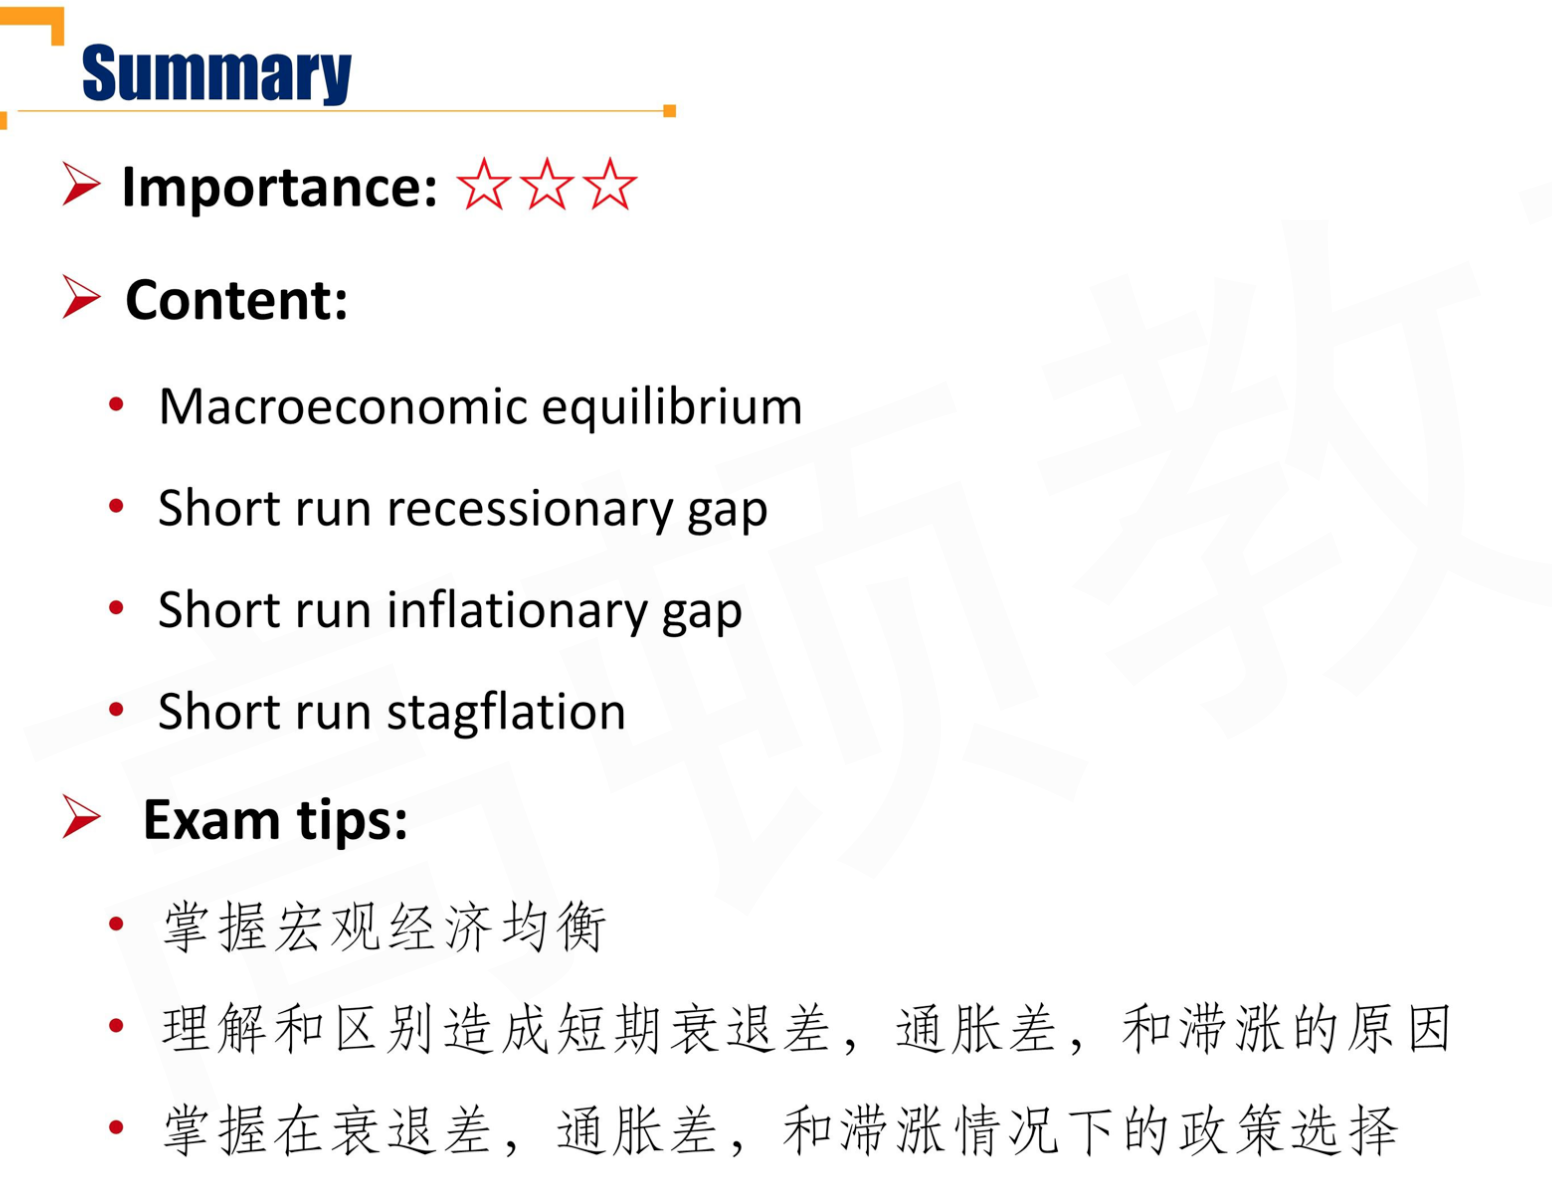 Summary
Importance: ☆☆☆
Content:
• Macroeconomic equilibrium
• Short run recessionary gap
• Short run inflationary gap
• Short run stagflation
Exam tips:
• 掌握宏观经济均衡
• 理解和区别造成短期衰退差，通胀差，和滞涨的原因
• 掌握在衰退差，通胀差，和滞涨情况下的政策选择
高顿教